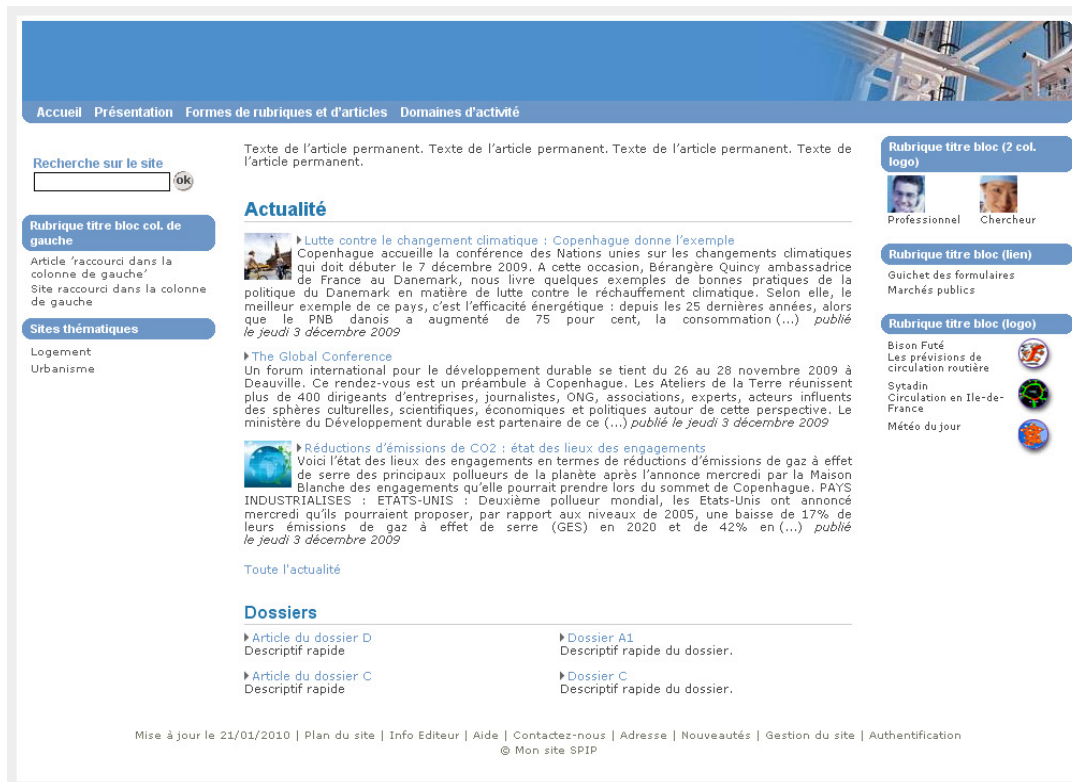 Accueil Présentation Formes de rubriques et d'articles Domaines d'activité
Recherche sur le site
ok
Rubrique titre bloc col. de
gauche
Article 'raccourci dans la
colonne de gauche'
Site raccourci dans la colonne
de gauche
Sites thématiques
Logement
Urbanisme
Texte de l'article permanent. Texte de l'article permanent. Texte de l'article permanent. Texte de
l'article permanent.
Actualité
Lutte contre le changement climatique : Copenhague donne l'exemple
Copenhague accueille la conférence des Nations unies sur les changements climatiques
qui doit débuter le 7 décembre 2009. A cette occasion, Bérangère Quincy ambassadrice
de France au Danemark, nous livre quelques exemples de bonnes pratiques de la
politique du Danemark en matière de lutte contre le réchauffement climatique. Selon elle, le
meilleur exemple de ce pays, c'est l'efficacité énergétique : depuis les 25 dernières années, alors
que le PNB danois a augmenté de 75 pour cent, la consommation (...) publié
le jeudi 3 décembre 2009
The Global Conference
Un forum international pour le développement durable se tient du 26 au 28 novembre 2009 à
Deauville. Ce rendez-vous est un préambule à Copenhague. Les Ateliers de la Terre réunissent
plus de 400 dirigeants d'entreprises, journalistes, ONG, associations, experts, acteurs influents
des sphères culturelles, scientifiques, économiques et politiques autour de cette perspective. Le
ministère du Développement durable est partenaire de ce (...) publié le jeudi 3 décembre 2009
Réductions d'émissions de CO2 : état des lieux des engagements
Voici l'état des lieux des engagements en termes de réductions d'émissions de gaz à effet
de serre des principaux pollueurs de la planète après l'annonce mercredi par la Maison
Blanche des engagements qu'elle pourrait prendre lors du sommet de Copenhague. PAYS
INDUSTRIALISES : ETATS-UNIS : Deuxième pollueur mondial, les Etats-Unis ont annoncé
mercredi qu'ils pourraient proposer, par rapport aux niveaux de 2005, une baisse de 17% de
leurs émissions de gaz à effet de serre (GES) en 2020 et de 42% en (...) publié
le jeudi 3 décembre 2009
Toute l'actualité
Dossiers
Article du dossier D
Descriptif rapide
Dossier A1
Descriptif rapide du dossier.
Article du dossier C
Descriptif rapide
Dossier C
Descriptif rapide du dossier.
Rubrique titre bloc (2 col.
logo)
Professionnel Chercheur
Rubrique titre bloc (lien)
Guichet des formulaires
Marchés publics
Rubrique titre bloc (logo)
Bison Futé
Les prévisions de
circulation routière
Sytadin
Circulation en Ile-de-
France
Météo du jour
Mise à jour le 21/01/2010 | Plan du site | Info Editeur | Aide | Contactez-nous | Adresse | Nouveautés | Gestion du site | Authentification
© Mon site SPIP